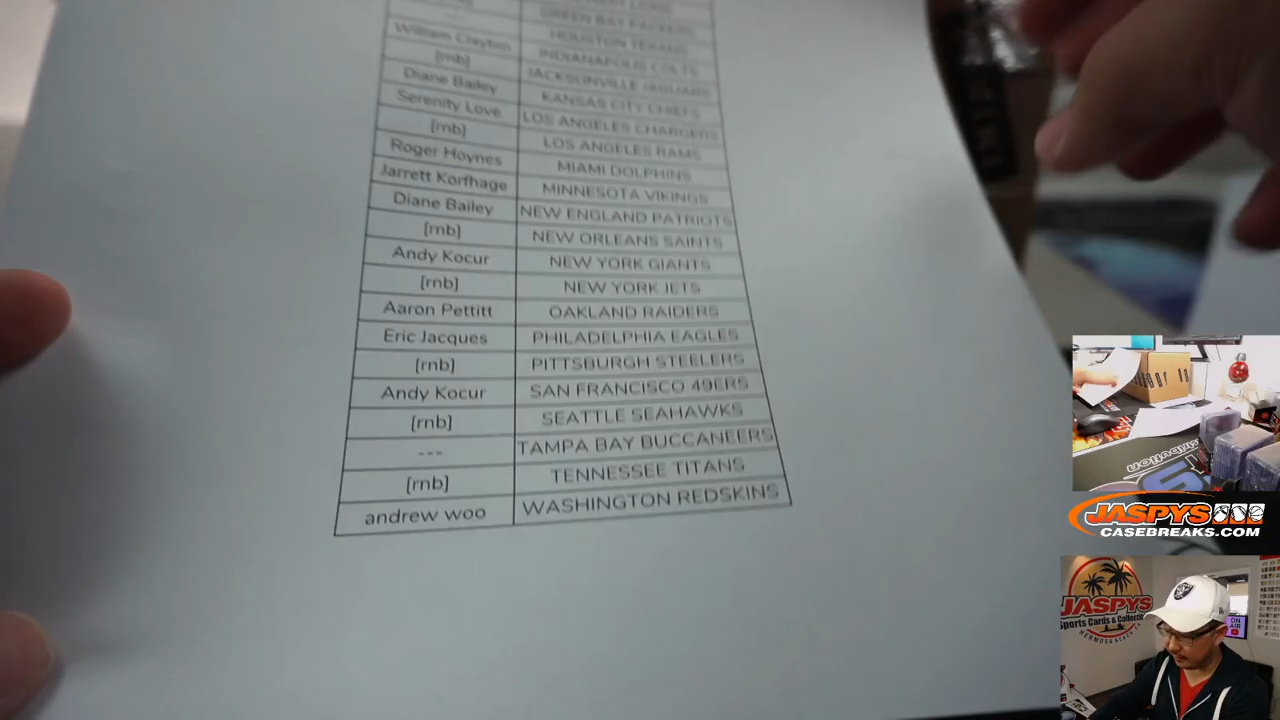 GREEN BAY PACKERS
--- HOUSTON TEXANS
William Clayton INDIANAPOLIS COLTS
[rnb] JACKSONVILLE JAGUARS
Diane Bailey KANSAS CITY CHIEFS
Serenity Love LOS ANGELES CHARGERS
[rnb] LOS ANGELES RAMS
Roger Hoynes MIAMI DOLPHINS
Jarrett Korfhage MINNESOTA VIKINGS
Diane Bailey NEW ENGLAND PATRIOTS
[rnb] NEW ORLEANS SAINTS
Andy Kocur NEW YORK GIANTS
[rnb] NEW YORK JETS
Aaron Pettitt OAKLAND RAIDERS
Eric Jacques PHILADELPHIA EAGLES
[rnb] PITTSBURGH STEELERS
Andy Kocur SAN FRANCISCO 49ERS
[rnb] SEATTLE SEAHAWKS
--- TAMPA BAY BUCCANEERS
[rnb] TENNESSEE TITANS
andrew woo WASHINGTON REDSKINS
JASPYS
CASEBREAKS.COM
JASPYS
Sports Cards &
HERMOSA BEACH
ON
AIR